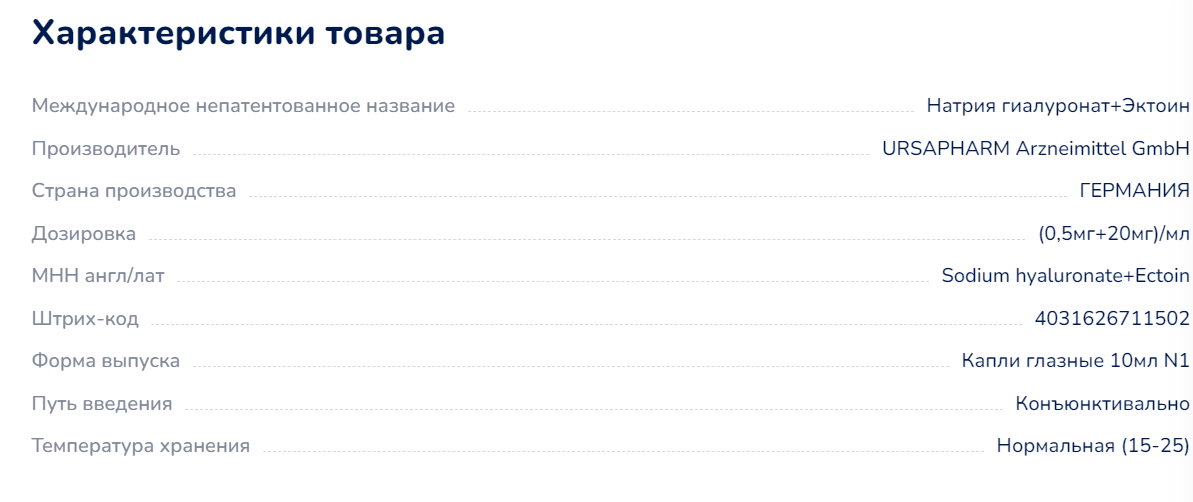 Характеристики товара
Международное непатентованное название Натрия гиалуронат+Эктоин
Производитель URSAPHARM Arzneimittel GmbH
Страна производства ГЕРМАНИЯ
Дозировка (0,5мг+20мг)/мл
МНН англ/лат Sodium hyaluronate+Ectoin
Штрих-код 4031626711502
Форма выпуска Капли глазные 10мл N1
Путь введения Конъюнктивально
Температура хранения Нормальная (15-25)